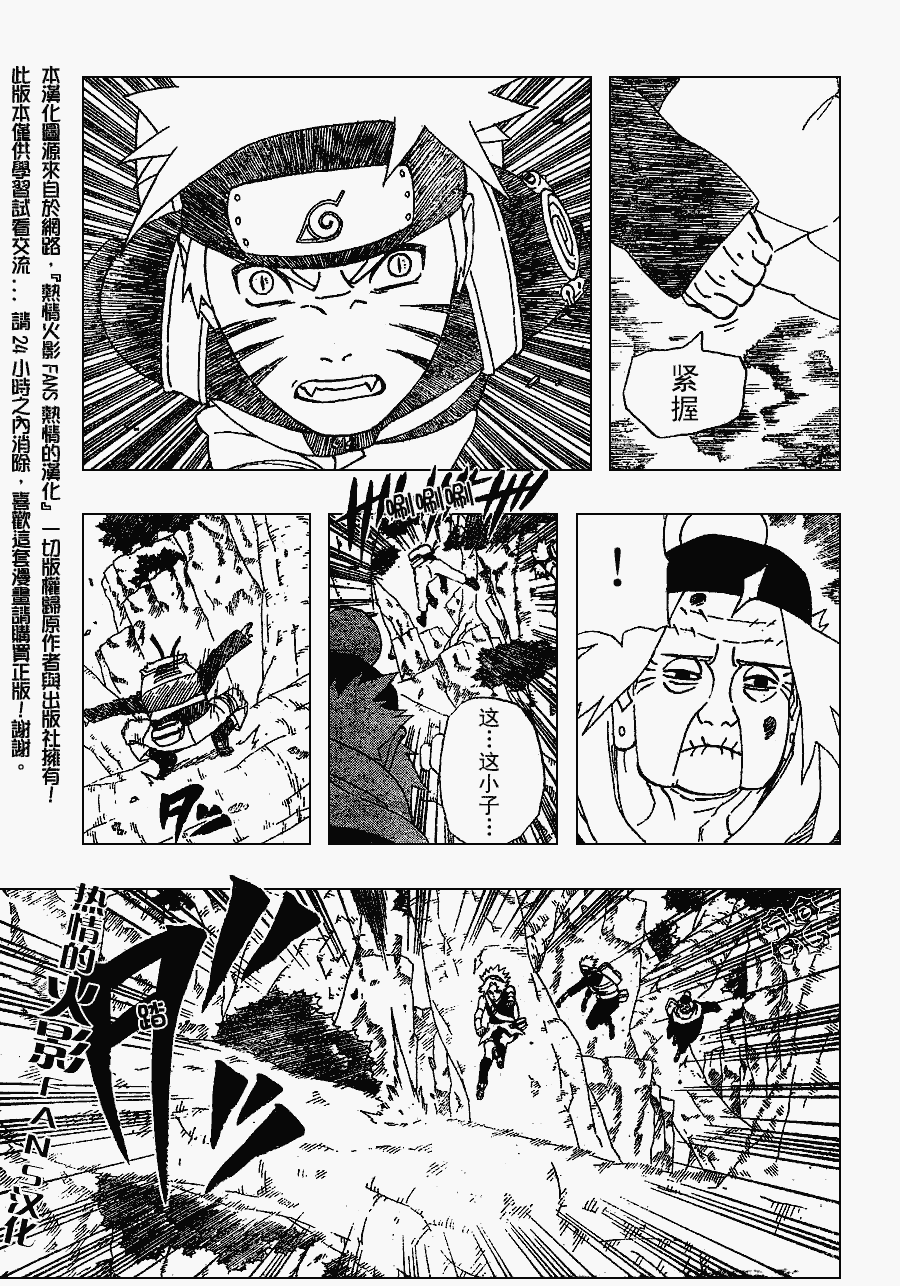 紧
握
!
唰唰唰
这…这小子…
踏
本漢化圖源來自於網路，『熱情火影FANS熱情的漢化』一切版權歸原作者與出版社擁有！
此版本僅供學習試看交流...請24小時之內消除，喜歡這套漫畫請購買正版！謝謝。
热情的火影FANS汉化